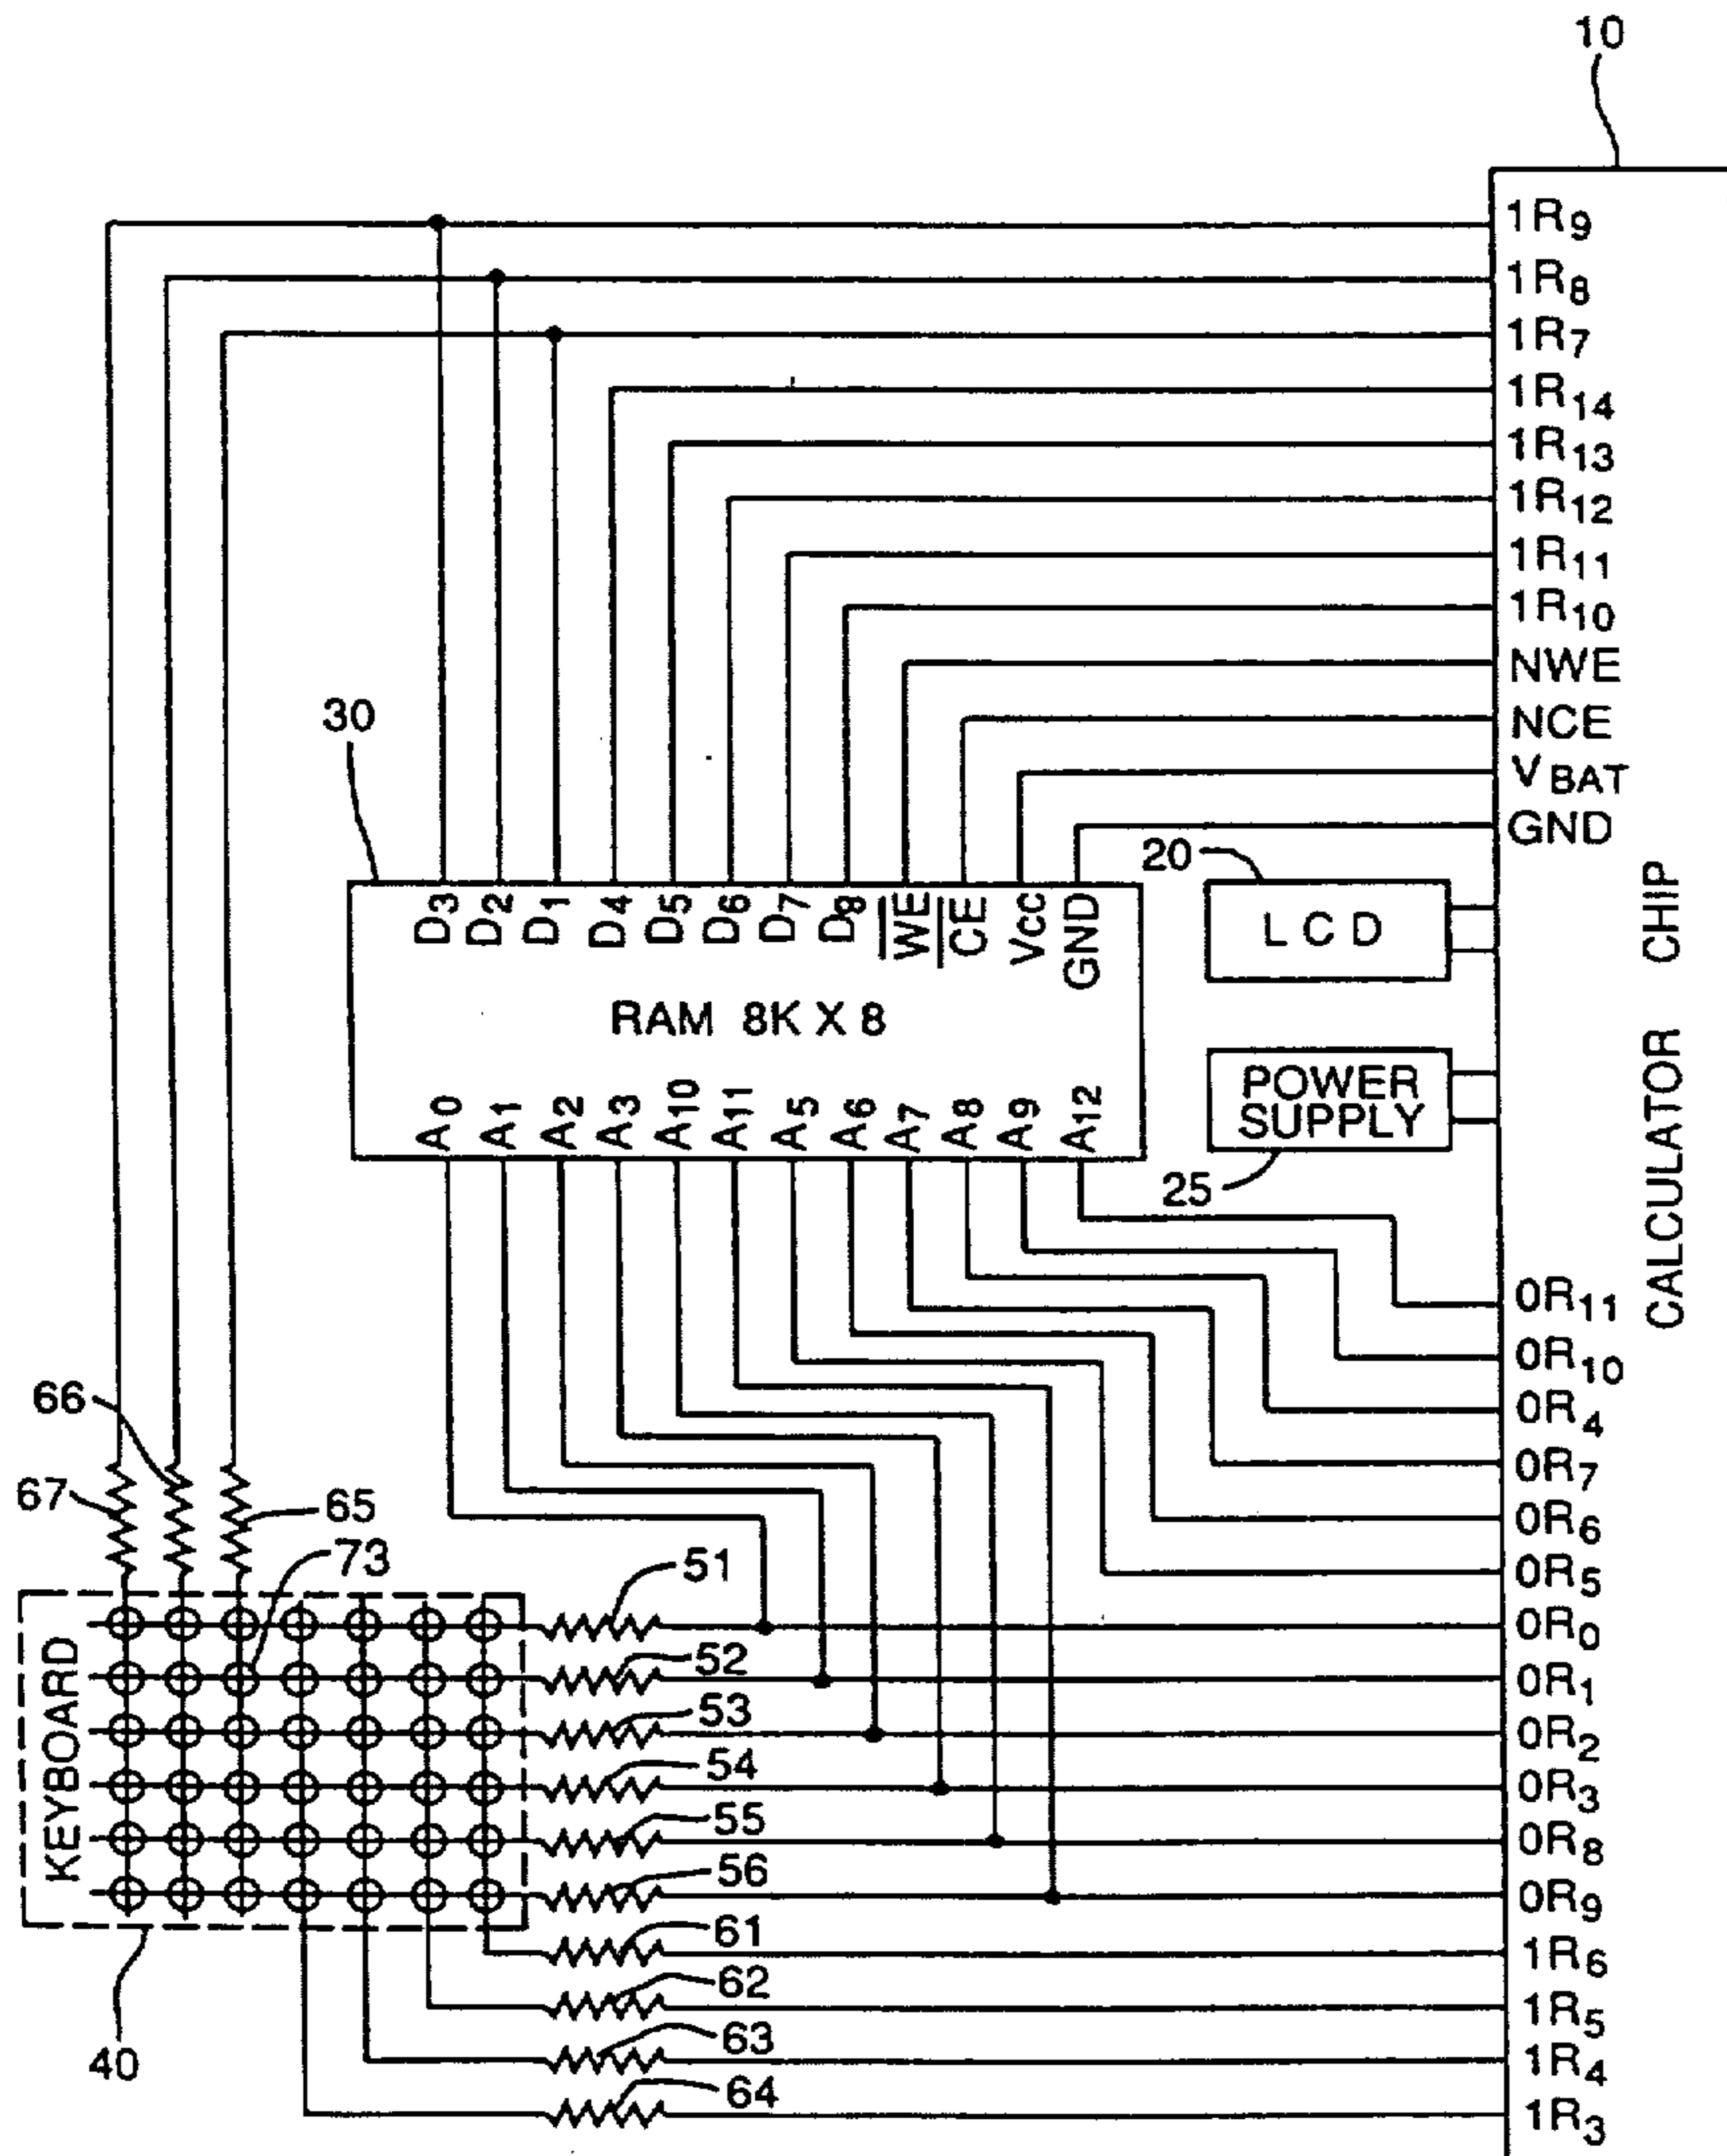 10
1R9
1R8
1R7
1R14
1R13
1R12
1R11
1R10
NWE
NCE
VBAT
GND
30
20
D3 D2 D1 D4 D5 D6 D7 D8 WE CE Vcc GND
LCD
CALCULATOR CHIP
RAM 8K X 8
POWER
SUPPLY
A0 A1 A2 A3 A10 A11 A5 A6 A7 A8 A9 A12
25
0R11
0R10
0R4
0R7
0R6
0R5
66
67
65
73
51
0R0
KEYBOARD
52
0R1
53
0R2
54
0R3
55
0R8
56
0R9
61
1R6
62
1R5
63
1R4
40
64
1R3